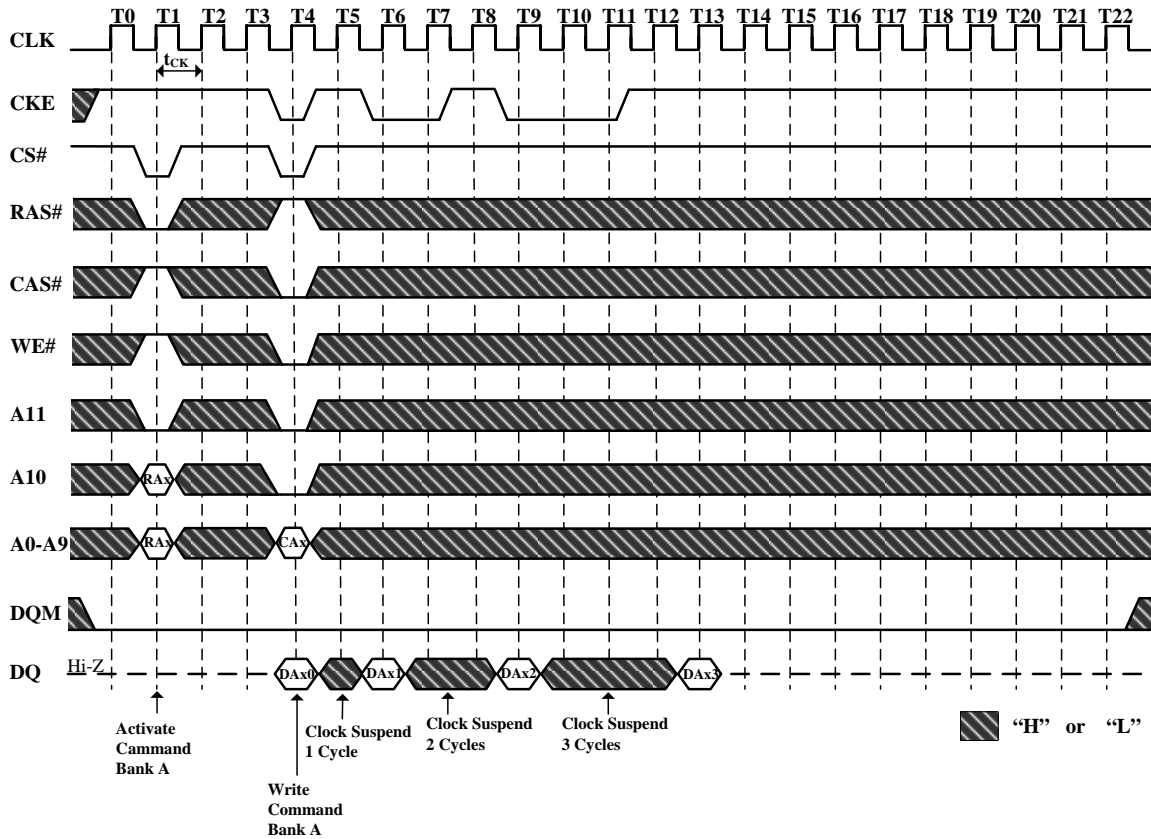 T0 T1 T2 T3 T4 T5 T6 T7 T8 T9 T10 T11 T12 T13 T14 T15 T16 T17 T18 T19 T20 T21 T22
CLK
tCK
CKE
CS#
RAS#
CAS#
WE#
A11
A10
RAx
A0-A9
RAx CAx
DQM
DQ
Hi-Z
DAx0 DAx1 DAx2 DAx3
Activate
Cammand
Bank A
Write
Command
Bank A
Clock Suspend
1 Cycle
Clock Suspend
2 Cycles
Clock Suspend
3 Cycles
“H” or “L”